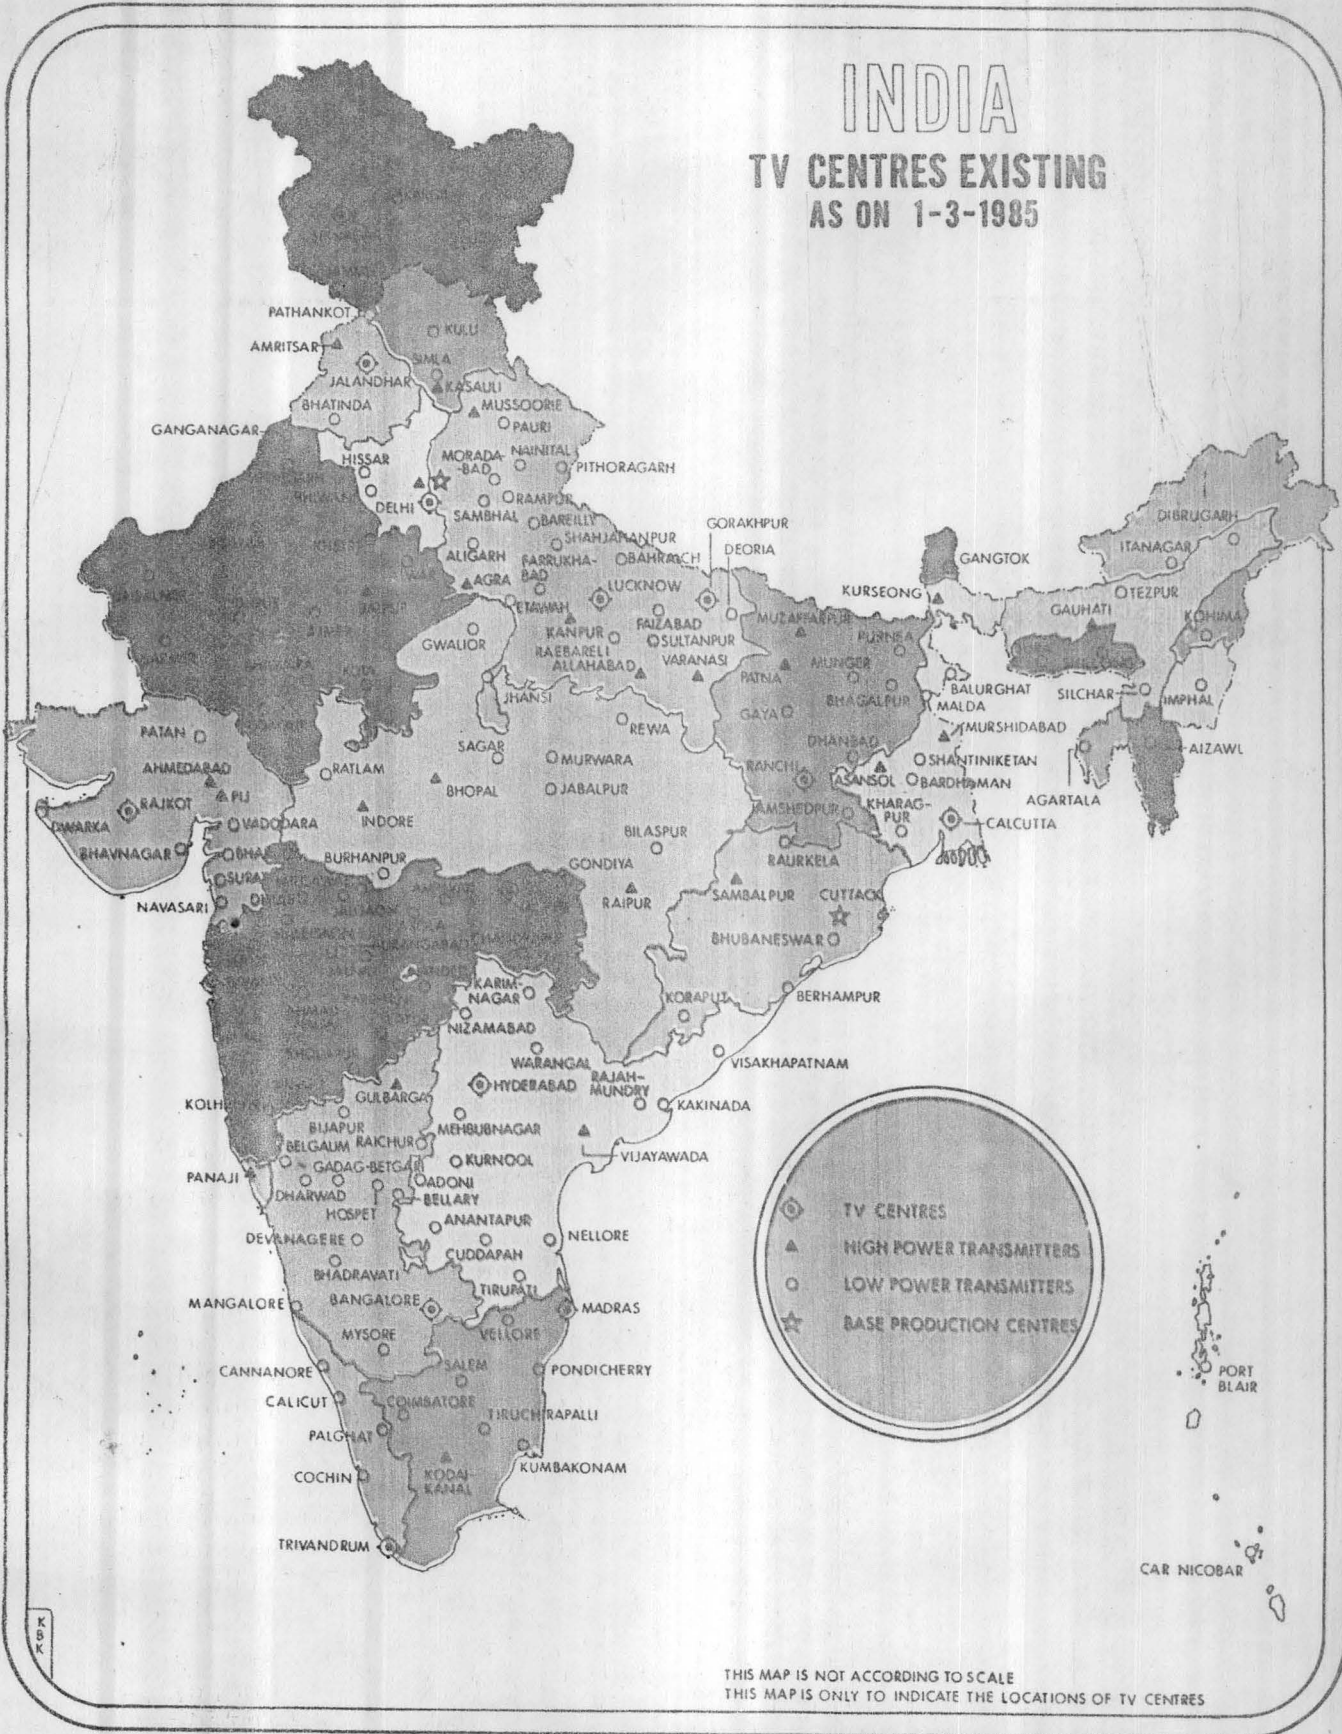 INDIA
TV CENTRES EXISTING
AS ON 1-3-1985
PATHANKOT
KULU
AMRITSAR
SIMLA
JALANDHAR
KASAULI
BHATINDA
MUSSOORIE
PAURI
GANGANAGAR
HISSAR
MORADA-
-BAD
NAINITAL
PITHORAGARH
DELHI
RAMPUR
SAMBHAL
BAREILLY
SHAHJAHANPUR
GORAKHPUR
DEORIA
ALIGARH
FARRUKHA-
BAD
BAHRAICH
AGRA
LUCKNOW
ETAWAH
KANPUR
FAIZABAD
SULTANPUR
RAEBARELI
ALLAHABAD
VARANASI
GWALIOR
JHANSI
JAIPUR
AJMER
KOTA
MUZAFFARPUR
PURNEA
PATNA
MUNGER
BHAGALPUR
GAYA
DHANBAD
RANCHI
JAMSHEDPUR
KURSEONG
GANGTOK
DIBRUGARH
ITANAGAR
TEZPUR
GAUHATI
KOHIMA
SILCHAR
IMPHAL
AIZAWL
AGARTALA
BALURGHAT
MALDA
MURSHIDABAD
SHANTINIKETAN
ASANSOL
BARDHAMAN
KHARAG-
PUR
CALCUTTA
PATAN
AHMEDABAD
PIJ
RAJKOT
DWARKA
VADODARA
BHAVNAGAR
SURAT
NAVASARI
RATLAM
SAGAR
REWA
MURWARA
BHOPAL
JABALPUR
INDORE
BILASPUR
BURHANPUR
GONDIYA
RAIPUR
RAURKELA
SAMBALPUR
CUTTACK
BHUBANESWAR
KORAPUT
BERHAMPUR
KARIM-
NAGAR
NIZAMABAD
WARANGAL
VISAKHAPATNAM
HYDERABAD
RAJAH-
MUNDRY
KAKINADA
GULBARGA
BIJAPUR
MEHBUBNAGAR
BELGAUM
RAICHUR
VIJAYAWADA
PANAJI
GADAG-BETGARI
KURNOOL
ADONI
DHARWAD
BELLARY
HOSPET
ANANTAPUR
DEVANAGERE
NELLORE
CUDDAPAH
BHADRAVATI
TIRUPATI
MANGALORE
BANGALORE
MADRAS
MYSORE
VELLORE
CANNANORE
SALEM
PONDICHERRY
CALICUT
COIMBATORE
TIRUCHIRAPALLI
PALGHAT
KUMBAKONAM
COCHIN
KODAI-
KANAL
TRIVANDRUM
TV CENTRES
HIGH POWER TRANSMITTERS
LOW POWER TRANSMITTERS
BASE PRODUCTION CENTRES
PORT
BLAIR
CAR NICOBAR
KBK
THIS MAP IS NOT ACCORDING TO SCALE
THIS MAP IS ONLY TO INDICATE THE LOCATIONS OF TV CENTRES